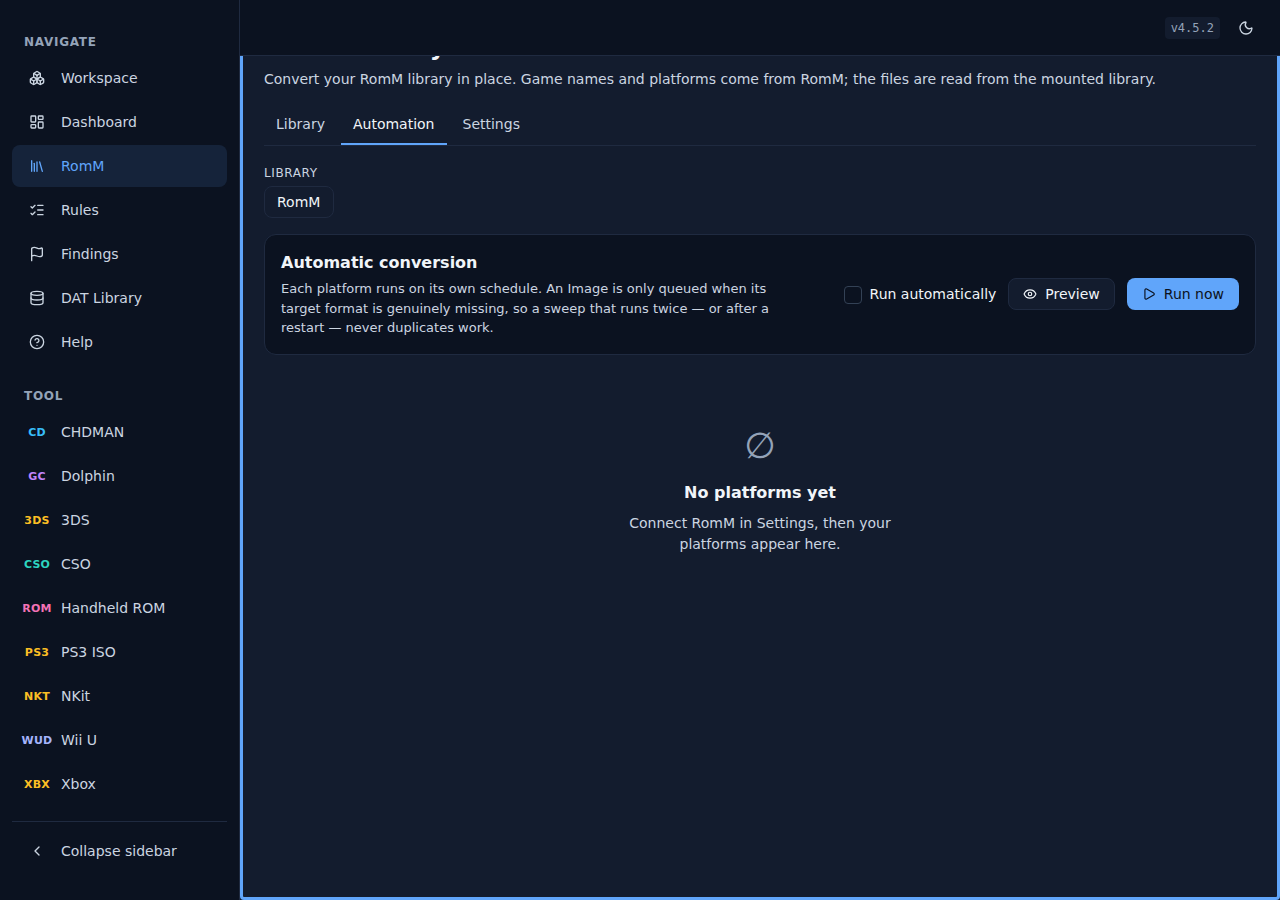 NAVIGATE
Workspace
Dashboard
RomM
Rules
Findings
DAT Library
Help
TOOL
CD CHDMAN
GC Dolphin
3DS 3DS
CSO CSO
ROM Handheld ROM
PS3 PS3 ISO
NKT NKit
WUD Wii U
XBX Xbox
Collapse sidebar
v4.5.2
Convert your RomM library in place. Game names and platforms come from RomM; the files are read from the mounted library.
Library Automation Settings
LIBRARY
RomM
Automatic conversion
Each platform runs on its own schedule. An Image is only queued when its
target format is genuinely missing, so a sweep that runs twice — or after a
restart — never duplicates work.
Run automatically Preview Run now
No platforms yet
Connect RomM in Settings, then your
platforms appear here.